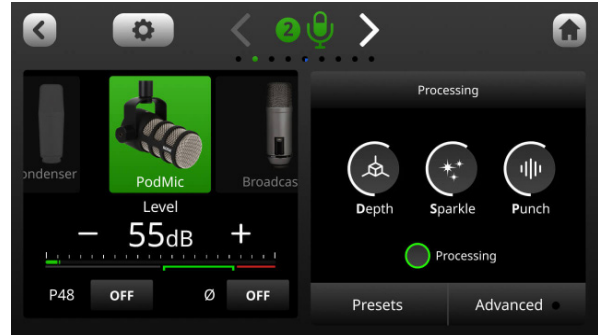 2
Processing
ondenser
PodMic
Broadcas
Depth Sparkle Punch
Level
− 55dB +
Processing
P48 OFF Ø OFF
Presets Advanced